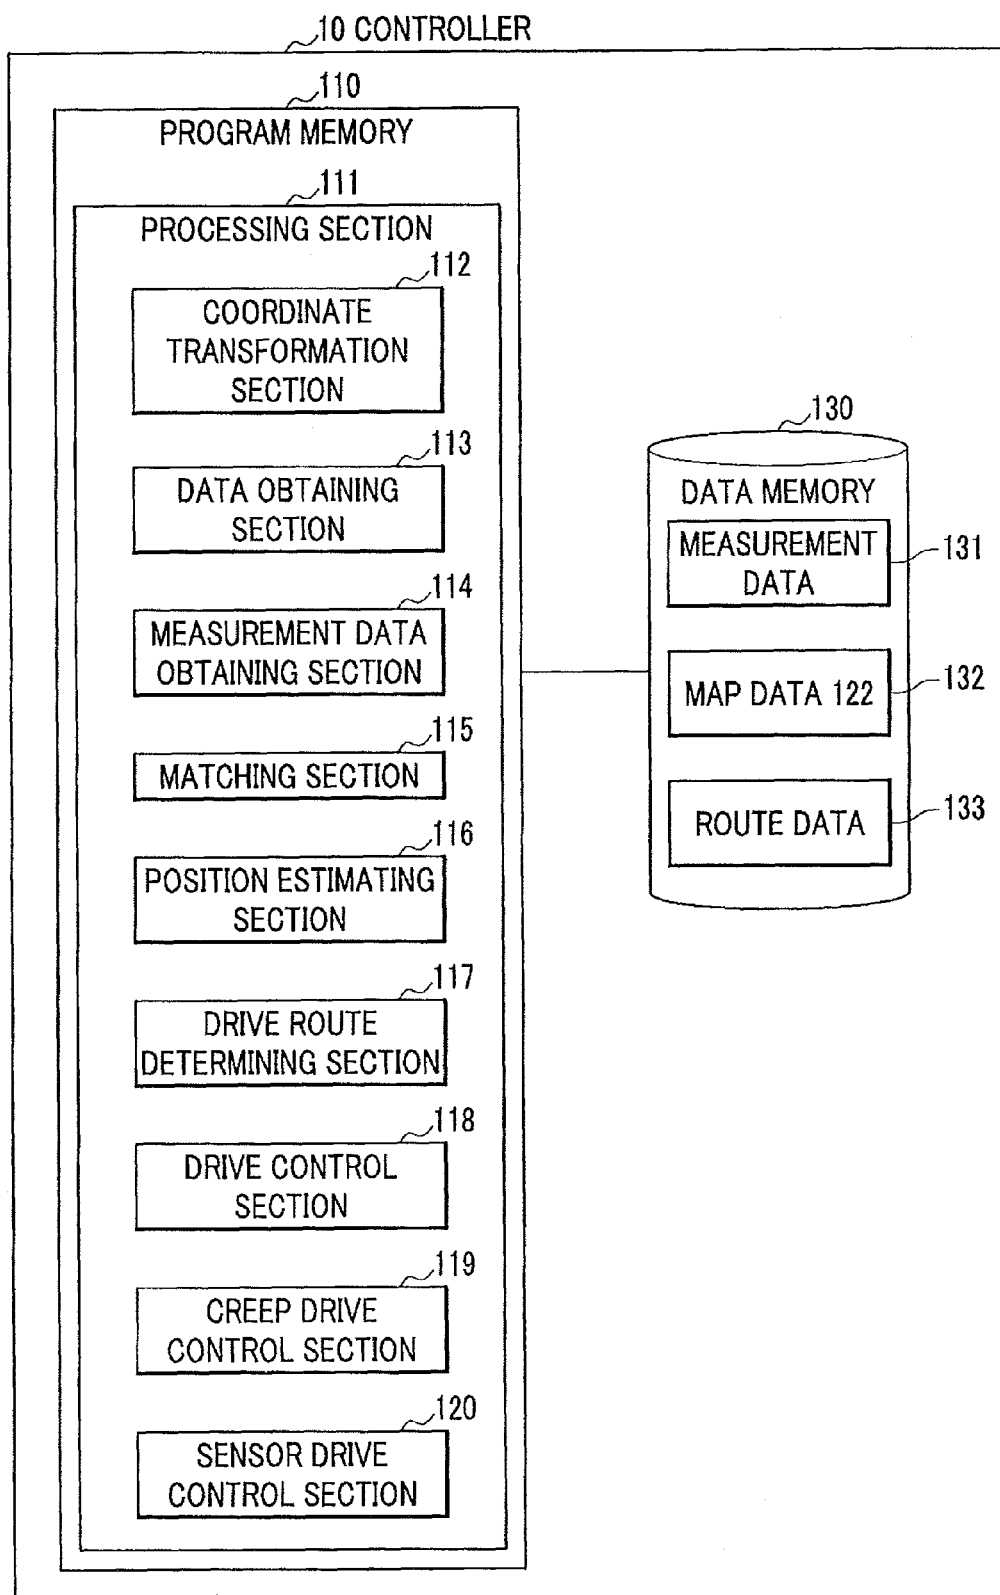 10 CONTROLLER
110
PROGRAM MEMORY
111
PROCESSING SECTION
112
COORDINATE
TRANSFORMATION
SECTION
113
DATA OBTAINING
SECTION
114
MEASUREMENT DATA
OBTAINING SECTION
115
MATCHING SECTION
116
POSITION ESTIMATING
SECTION
117
DRIVE ROUTE
DETERMINING SECTION
118
DRIVE CONTROL
SECTION
119
CREEP DRIVE
CONTROL SECTION
120
SENSOR DRIVE
CONTROL SECTION
130
DATA MEMORY
MEASUREMENT
DATA
131
MAP DATA 122
132
ROUTE DATA
133